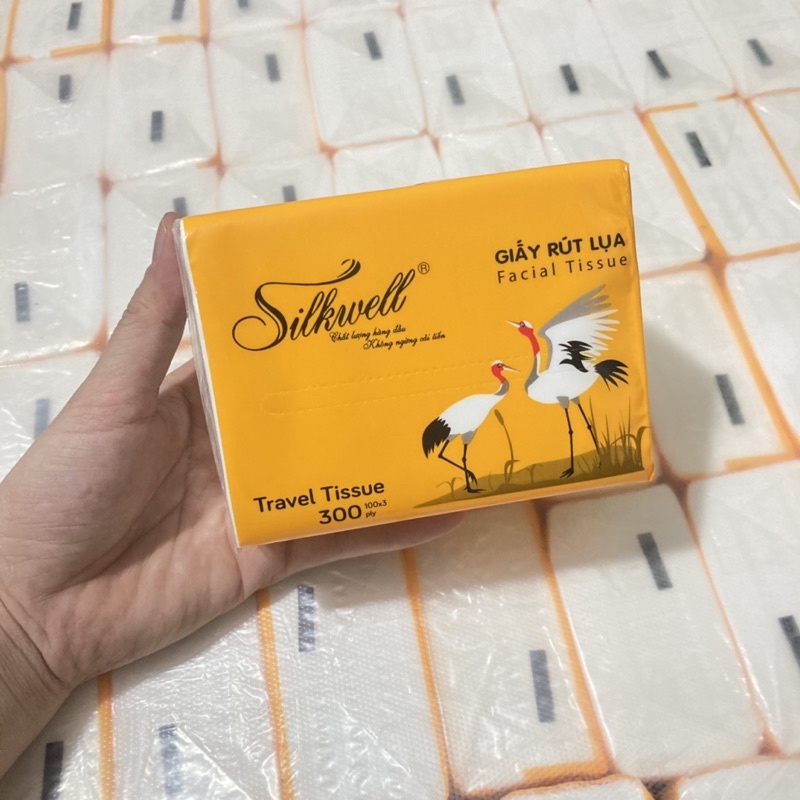 Silkwell®
Chất lượng hàng đầu
Không ngừng cải tiến
GIẤY RÚT LỤA
Facial Tissue
Travel Tissue
300 100x3
ply